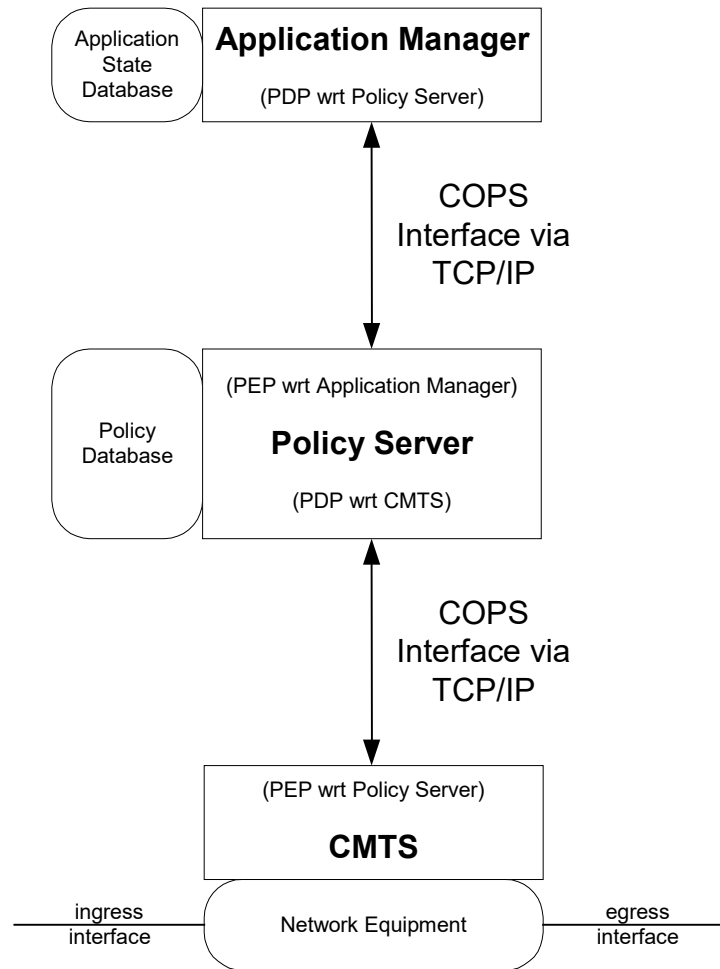 Application
State
Database
Application Manager
(PDP wrt Policy Server)
COPS
Interface via
TCP/IP
(PEP wrt Application Manager)
Policy
Database
Policy Server
(PDP wrt CMTS)
COPS
Interface via
TCP/IP
(PEP wrt Policy Server)
CMTS
ingress
interface
Network Equipment
egress
interface